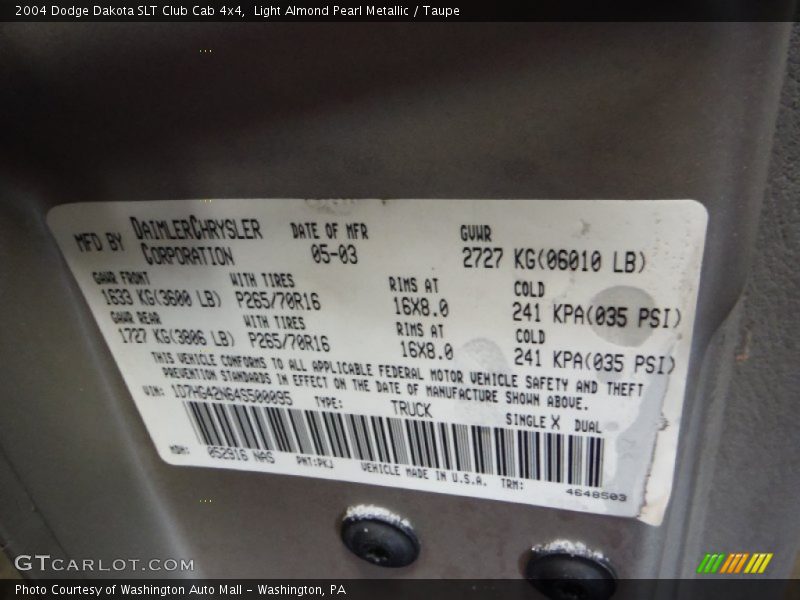 2004 Dodge Dakota SLT Club Cab 4x4, Light Almond Pearl Metallic / Taupe
MFD BY DAIMLERCHRYSLER CORPORATION
DATE OF MFR 05-03
GVWR 2727 KG(06010 LB)
GAWR FRONT WITH TIRES RIMS AT COLD
1633 KG(3600 LB) P265/70R16 16X8.0 241 KPA(035 PSI)
GAWR REAR WITH TIRES RIMS AT COLD
1727 KG(3806 LB) P265/70R16 16X8.0 241 KPA(035 PSI)
THIS VEHICLE CONFORMS TO ALL APPLICABLE FEDERAL MOTOR VEHICLE SAFETY AND THEFT
PREVENTION STANDARDS IN EFFECT ON THE DATE OF MANUFACTURE SHOWN ABOVE.
VIN: 1D7HG42N64S500095 TYPE: TRUCK SINGLE X DUAL
MDH: 052916 NAS PNT:PKJ VEHICLE MADE IN U.S.A. TRM:
4648503
GTCARLOT.COM
Photo Courtesy of Washington Auto Mall - Washington, PA